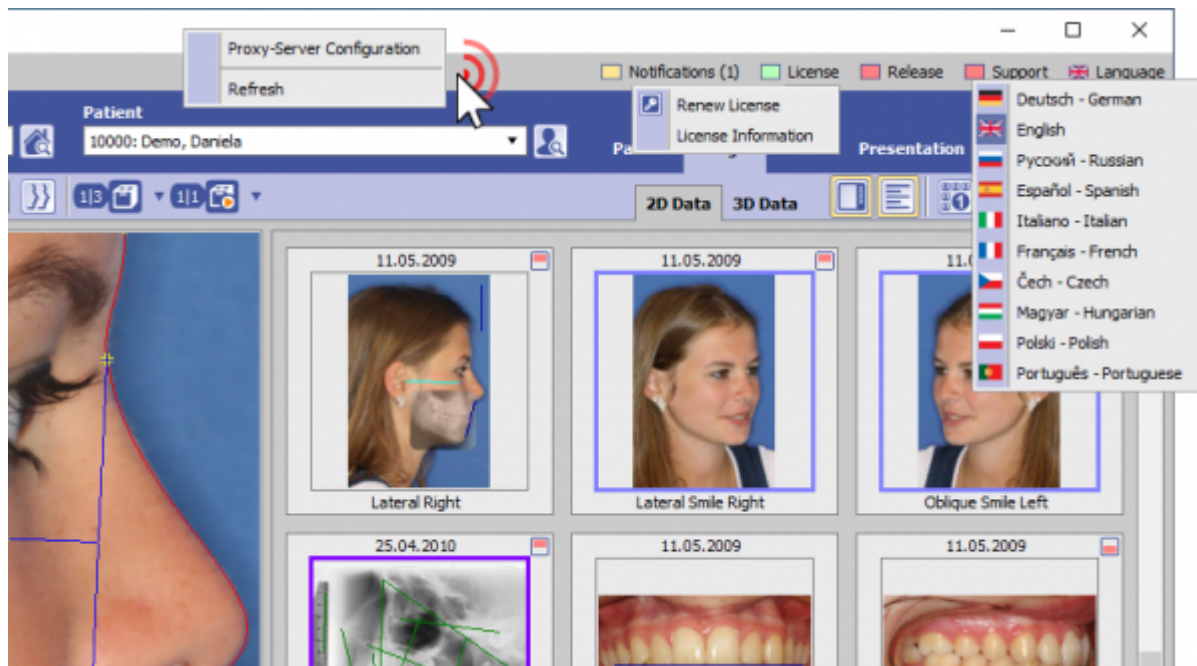 Proxy-Server Configuration
Refresh
Notifications (1) License Release Support Language
Renew License
License Information
Deutsch - German
English
Русский - Russian
Español - Spanish
Italiano - Italian
Français - French
Čech - Czech
Magyar - Hungarian
Polski - Polish
Português - Portuguese
Patient
10000: Demo, Daniela
Presentation
1|3 1|1
2D Data 3D Data
11.05.2009 11.05.2009
Lateral Right Lateral Smile Right Oblique Smile Left
25.04.2010 11.05.2009 11.05.2009